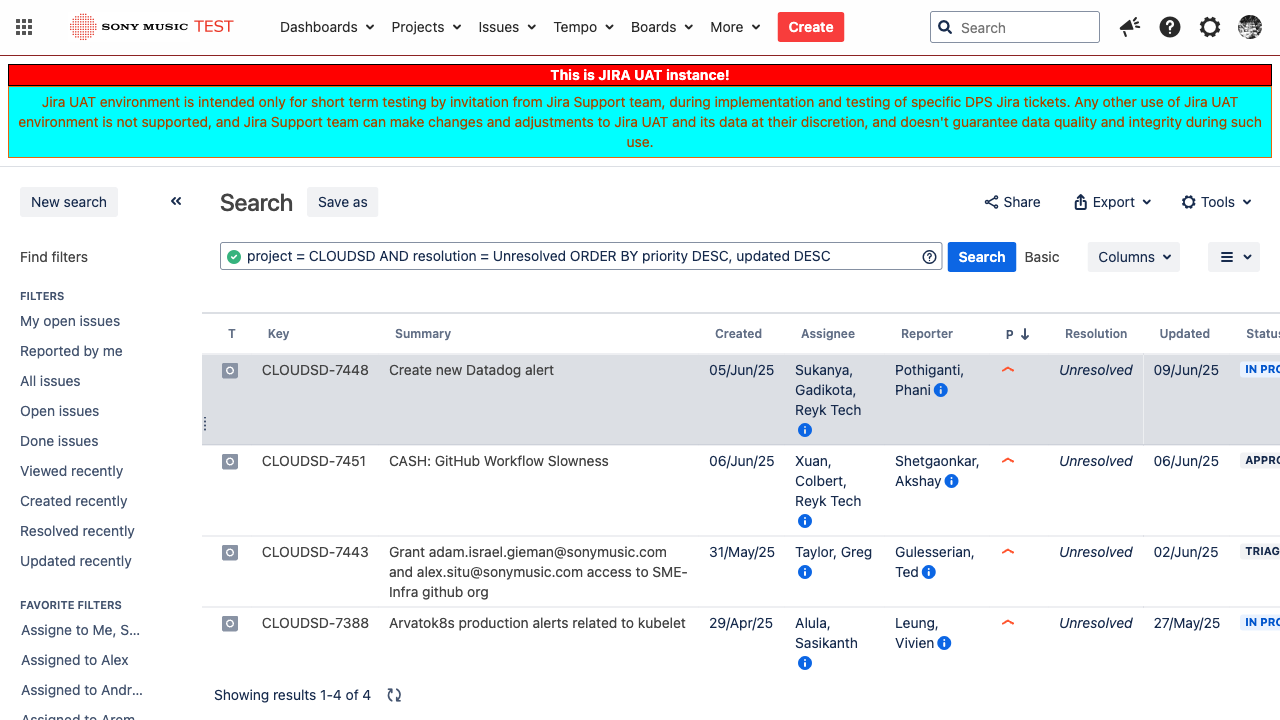 SONY MUSIC TEST Dashboards Projects Issues Tempo Boards More Create Search
This is JIRA UAT instance!
Jira UAT environment is intended only for short term testing by invitation from Jira Support team, during implementation and testing of specific DPS Jira tickets. Any other use of Jira UAT
environment is not supported, and Jira Support team can make changes and adjustments to Jira UAT and its data at their discretion, and doesn't guarantee data quality and integrity during such
use.
New search
Find filters
FILTERS
My open issues
Reported by me
All issues
Open issues
Done issues
Viewed recently
Created recently
Resolved recently
Updated recently
FAVORITE FILTERS
Assigne to Me, S...
Assigned to Alex
Assigned to Andr...
Search Save as Share Export Tools
project = CLOUDSD AND resolution = Unresolved ORDER BY priority DESC, updated DESC Search Basic Columns
T Key Summary Created Assignee Reporter P Resolution Updated Statu
CLOUDSD-7448 Create new Datadog alert 05/Jun/25 Sukanya, Pothiganti, Unresolved 09/Jun/25 IN PRO
Gadikota, Phani
Reyk Tech
CLOUDSD-7451 CASH: GitHub Workflow Slowness 06/Jun/25 Xuan, Shetgaonkar, Unresolved 06/Jun/25 APPRO
Colbert, Akshay
Reyk Tech
CLOUDSD-7443 Grant adam.israel.gieman@sonymusic.com 31/May/25 Taylor, Greg Gulesserian, Unresolved 02/Jun/25 TRIAG
and alex.situ@sonymusic.com access to SME- Ted
Infra github org
CLOUDSD-7388 Arvatok8s production alerts related to kubelet 29/Apr/25 Alula, Leung, Unresolved 27/May/25 IN PRO
Sasikanth Vivien
Showing results 1-4 of 4